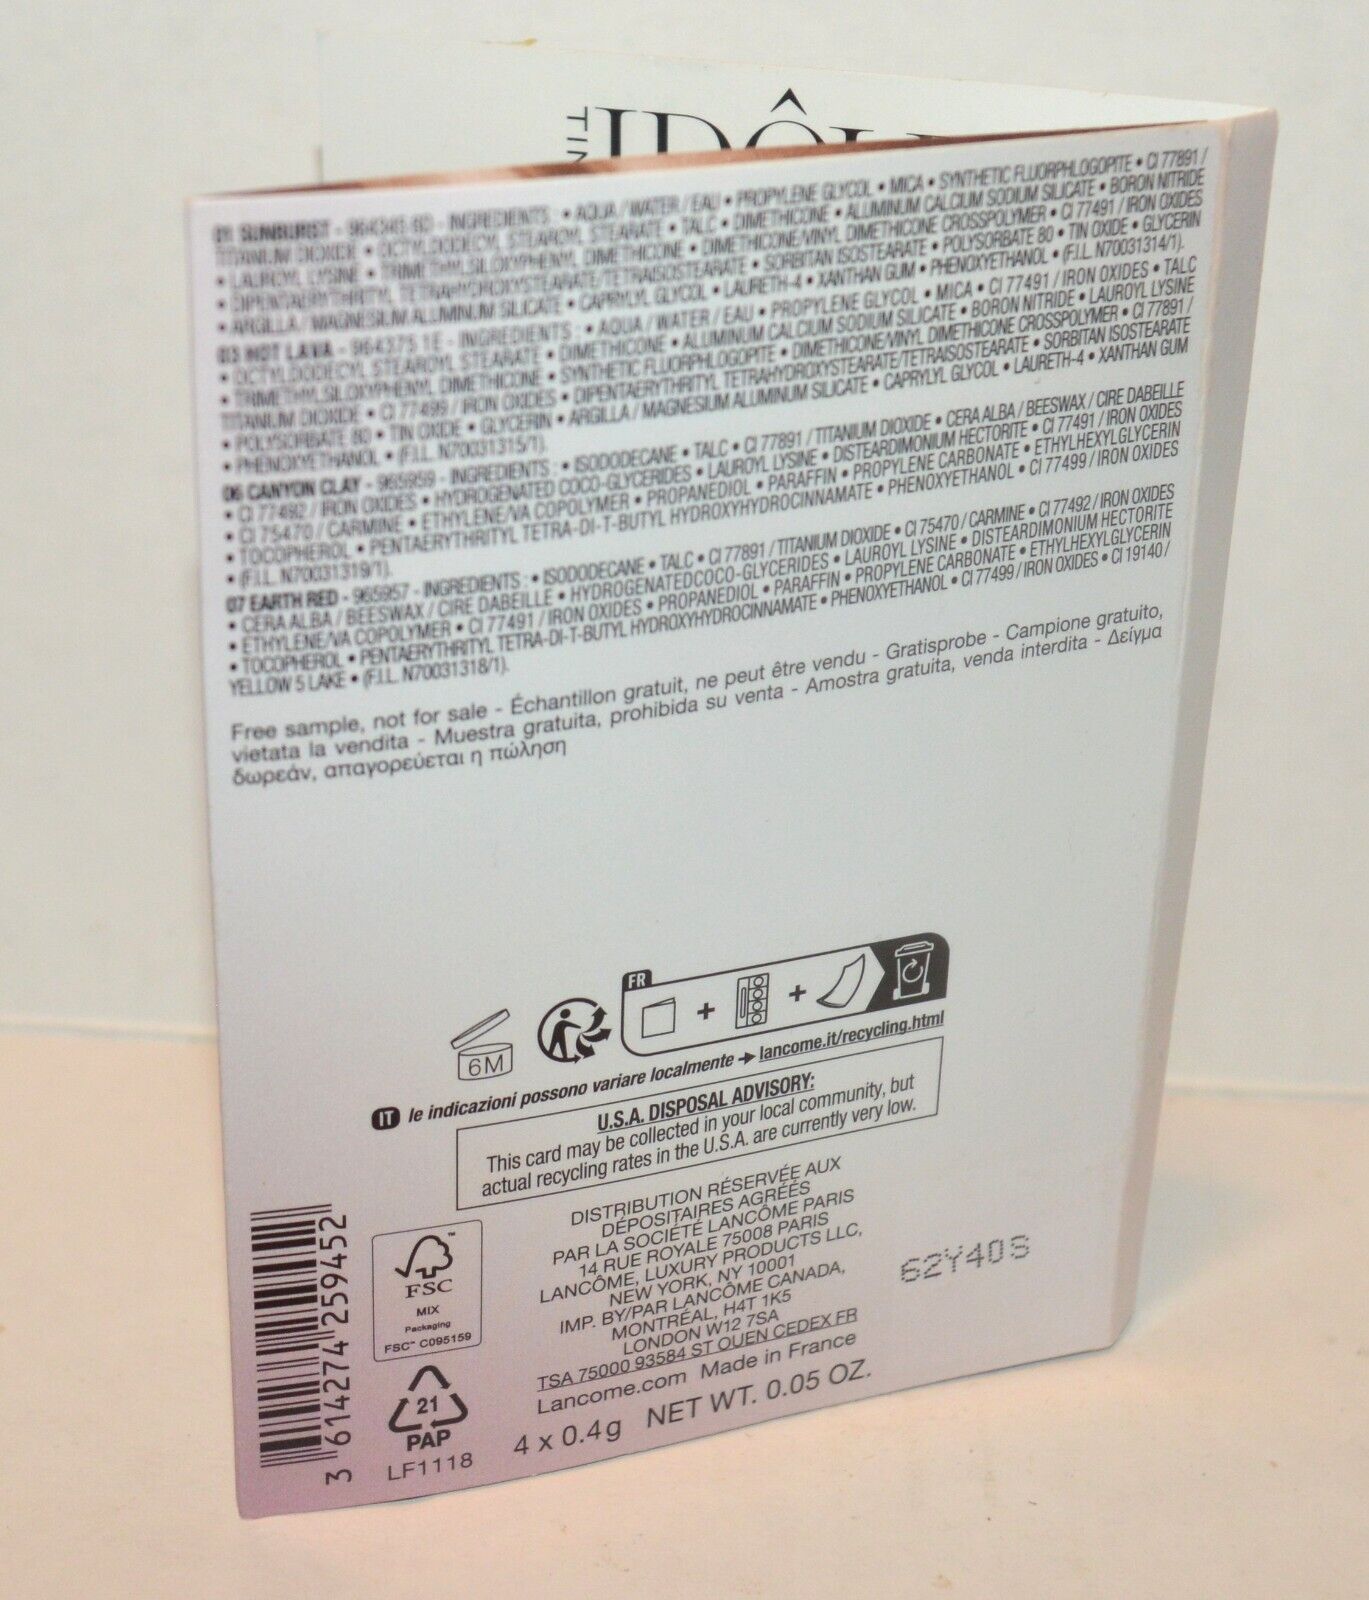 TIN
IDÔL
01 SUNBURST - 964345 6D - INGREDIENTS : • AQUA / WATER / EAU • PROPYLENE GLYCOL • MICA • SYNTHETIC FLUORPHLOGOPITE • CI 77891 /
TITANIUM DIOXIDE • OCTYLDODECYL STEAROYL STEARATE • TALC • DIMETHICONE • ALUMINUM CALCIUM SODIUM SILICATE • BORON NITRIDE
• LAUROYL LYSINE • TRIMETHYLSILOXYPHENYL DIMETHICONE • DIMETHICONE/VINYL DIMETHICONE CROSSPOLYMER • CI 77491 / IRON OXIDES
• DIPENTAERYTHRITYL TETRAHYDROXYSTEARATE/TETRAISOSTEARATE • SORBITAN ISOSTEARATE • POLYSORBATE 80 • TIN OXIDE • GLYCERIN
• ARGILLA / MAGNESIUM ALUMINUM SILICATE • CAPRYLYL GLYCOL • LAURETH-4 • XANTHAN GUM • PHENOXYETHANOL • (F.I.L. N70031314/1).
03 HOT LAVA - 964375 1E - INGREDIENTS : • AQUA / WATER / EAU • PROPYLENE GLYCOL • MICA • CI 77491 / IRON OXIDES • TALC
• OCTYLDODECYL STEAROYL STEARATE • DIMETHICONE • ALUMINUM CALCIUM SODIUM SILICATE • BORON NITRIDE • LAUROYL LYSINE
• TRIMETHYLSILOXYPHENYL DIMETHICONE • SYNTHETIC FLUORPHLOGOPITE • DIMETHICONE/VINYL DIMETHICONE CROSSPOLYMER • CI 77891 /
TITANIUM DIOXIDE • CI 77499 / IRON OXIDES • DIPENTAERYTHRITYL TETRAHYDROXYSTEARATE/TETRAISOSTEARATE • SORBITAN ISOSTEARATE
• POLYSORBATE 80 • TIN OXIDE • GLYCERIN • ARGILLA / MAGNESIUM ALUMINUM SILICATE • CAPRYLYL GLYCOL • LAURETH-4 • XANTHAN GUM
• PHENOXYETHANOL • (F.I.L. N70031315/1).
06 CANYON CLAY - 965959 - INGREDIENTS : • ISODODECANE • TALC • CI 77891 / TITANIUM DIOXIDE • CERA ALBA / BEESWAX / CIRE DABEILLE
• CI 77492 / IRON OXIDES • HYDROGENATED COCO-GLYCERIDES • LAUROYL LYSINE • DISTEARDIMONIUM HECTORITE • CI 77491 / IRON OXIDES
• CI 75470 / CARMINE • ETHYLENE/VA COPOLYMER • PROPANEDIOL • PARAFFIN • PROPYLENE CARBONATE • ETHYLHEXYLGLYCERIN
• TOCOPHEROL • PENTAERYTHRITYL TETRA-DI-T-BUTYL HYDROXYHYDROCINNAMATE • PHENOXYETHANOL • CI 77499 / IRON OXIDES
• (F.I.L. N70031319/1).
07 EARTH RED - 965957 - INGREDIENTS : • ISODODECANE • TALC • CI 77891 / TITANIUM DIOXIDE • CI 75470 / CARMINE • CI 77492 / IRON OXIDES
• CERA ALBA / BEESWAX / CIRE DABEILLE • HYDROGENATED COCO-GLYCERIDES • LAUROYL LYSINE • DISTEARDIMONIUM HECTORITE
• ETHYLENE/VA COPOLYMER • CI 77491 / IRON OXIDES • PROPANEDIOL • PARAFFIN • PROPYLENE CARBONATE • ETHYLHEXYLGLYCERIN
• TOCOPHEROL • PENTAERYTHRITYL TETRA-DI-T-BUTYL HYDROXYHYDROCINNAMATE • PHENOXYETHANOL • CI 77499 / IRON OXIDES • CI 19140 /
YELLOW 5 LAKE • (F.I.L. N70031318/1).
Free sample, not for sale - Échantillon gratuit, ne peut être vendu - Gratisprobe - Campione gratuito,
vietata la vendita - Muestra gratuita, prohibida su venta - Amostra gratuita, venda interdita - Δείγμα
δωρεάν, απαγορεύεται η πώληση
6M
FR
+ +
IT le indicazioni possono variare localmente → lancome.it/recycling.html
U.S.A. DISPOSAL ADVISORY:
This card may be collected in your local community, but
actual recycling rates in the U.S.A. are currently very low.
DISTRIBUTION RÉSERVÉE AUX
DÉPOSITAIRES AGRÉÉS
PAR LA SOCIÉTÉ LANCÔME PARIS
14 RUE ROYALE 75008 PARIS
LANCÔME, LUXURY PRODUCTS LLC,
NEW YORK, NY 10001
IMP. BY/PAR LANCÔME CANADA,
MONTRÉAL, H4T 1K5
LONDON W12 7SA
TSA 75000 93584 ST OUEN CEDEX FR
Lancome.com Made in France
4 x 0.4g NET WT. 0.05 OZ.
62Y40S
3 614274 259452
FSC™
MIX
Packaging
FSC™ C095159
21
PAP
LF1118